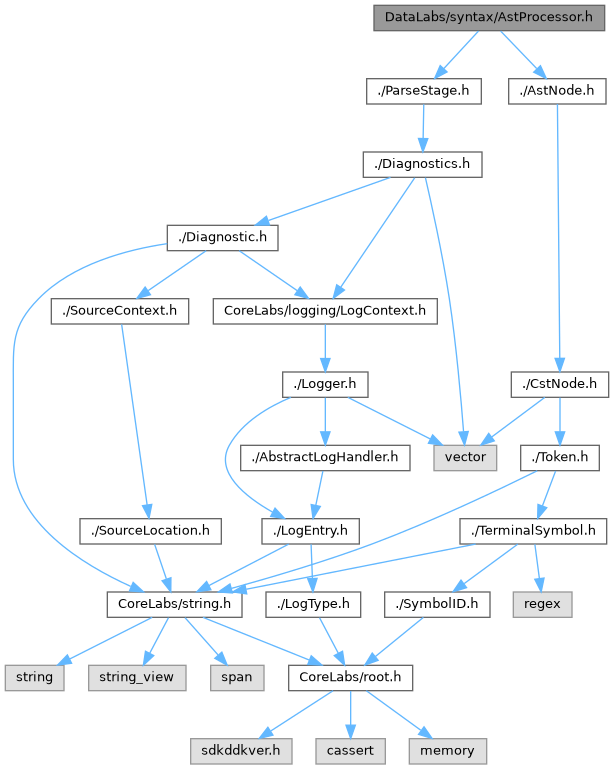 DataLabs/syntax/AstProcessor.h
./ParseStage.h
./AstNode.h
./Diagnostics.h
./Diagnostic.h
./SourceContext.h
CoreLabs/logging/LogContext.h
./Logger.h
./CstNode.h
./AbstractLogHandler.h
vector
./Token.h
./SourceLocation.h
./LogEntry.h
./TerminalSymbol.h
CoreLabs/string.h
./LogType.h
./SymbolID.h
regex
string
string_view
span
CoreLabs/root.h
sdkddkver.h
cassert
memory